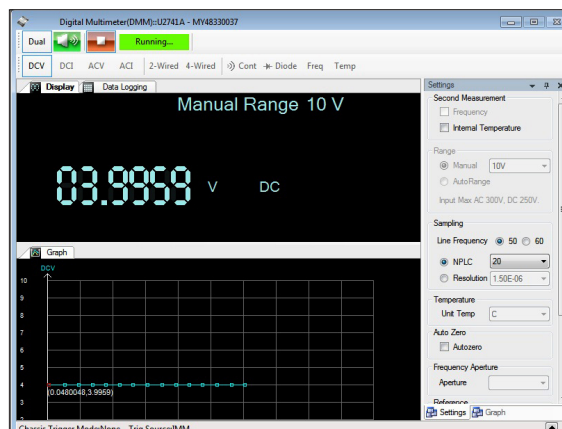 Digital Multimeter(DMM)::U2741A - MY48330037
Dual Running...
DCV DCI ACV ACI 2-Wired 4-Wired Cont Diode Freq Temp
Display Data Logging
Manual Range 10 V
03.9959 V DC
Graph
DCV
10
9
8
7
6
5
4
(0.0480048,3.9959)
3
2
Settings
Second Measurement
Frequency
Internal Temperature
Range
Manual 10V
AutoRange
Input Max AC 300V, DC 250V.
Sampling
Line Frequency 50 60
NPLC 20
Resolution 1.50E-06
Temperature
Unit Temp C
Auto Zero
Autozero
Frequency Aperture
Aperture
Reference
Settings Graph
Chassis Trigger Mode:None Trig Source:IMM